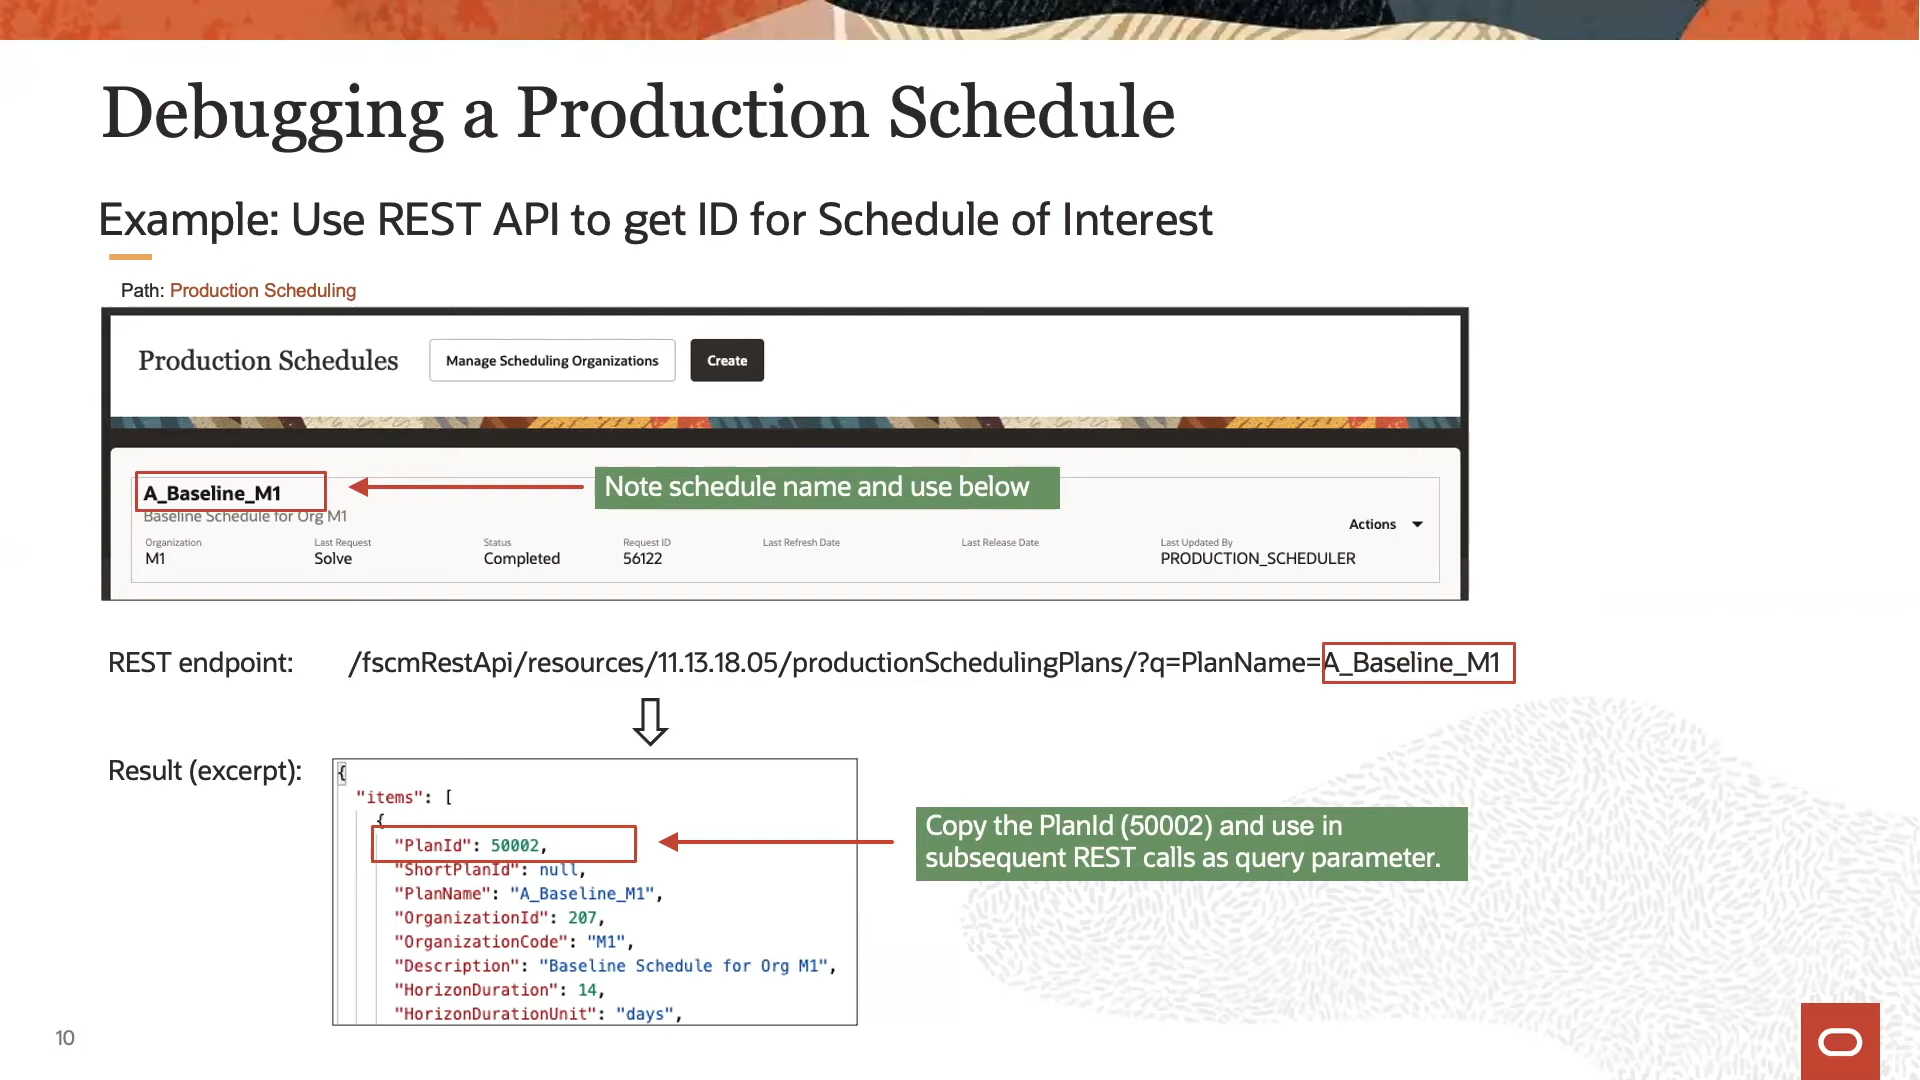 Debugging a Production Schedule
Example: Use REST API to get ID for Schedule of Interest
Path: Production Scheduling
Production Schedules
Manage Scheduling Organizations
Create
A_Baseline_M1
Note schedule name and use below
Baseline Schedule for Org M1
Actions
Organization
M1
Last Request
Solve
Status
Completed
Request ID
56122
Last Refresh Date
Last Release Date
Last Updated By
PRODUCTION_SCHEDULER
REST endpoint: /fscmRestApi/resources/11.13.18.05/productionSchedulingPlans/?q=PlanName=A_Baseline_M1
Result (excerpt):
{
"items": [
{
"PlanId": 50002,
"ShortPlanId": null,
"PlanName": "A_Baseline_M1",
"OrganizationId": 207,
"OrganizationCode": "M1",
"Description": "Baseline Schedule for Org M1",
"HorizonDuration": 14,
"HorizonDurationUnit": "days",
Copy the PlanId (50002) and use in
subsequent REST calls as query parameter.
10